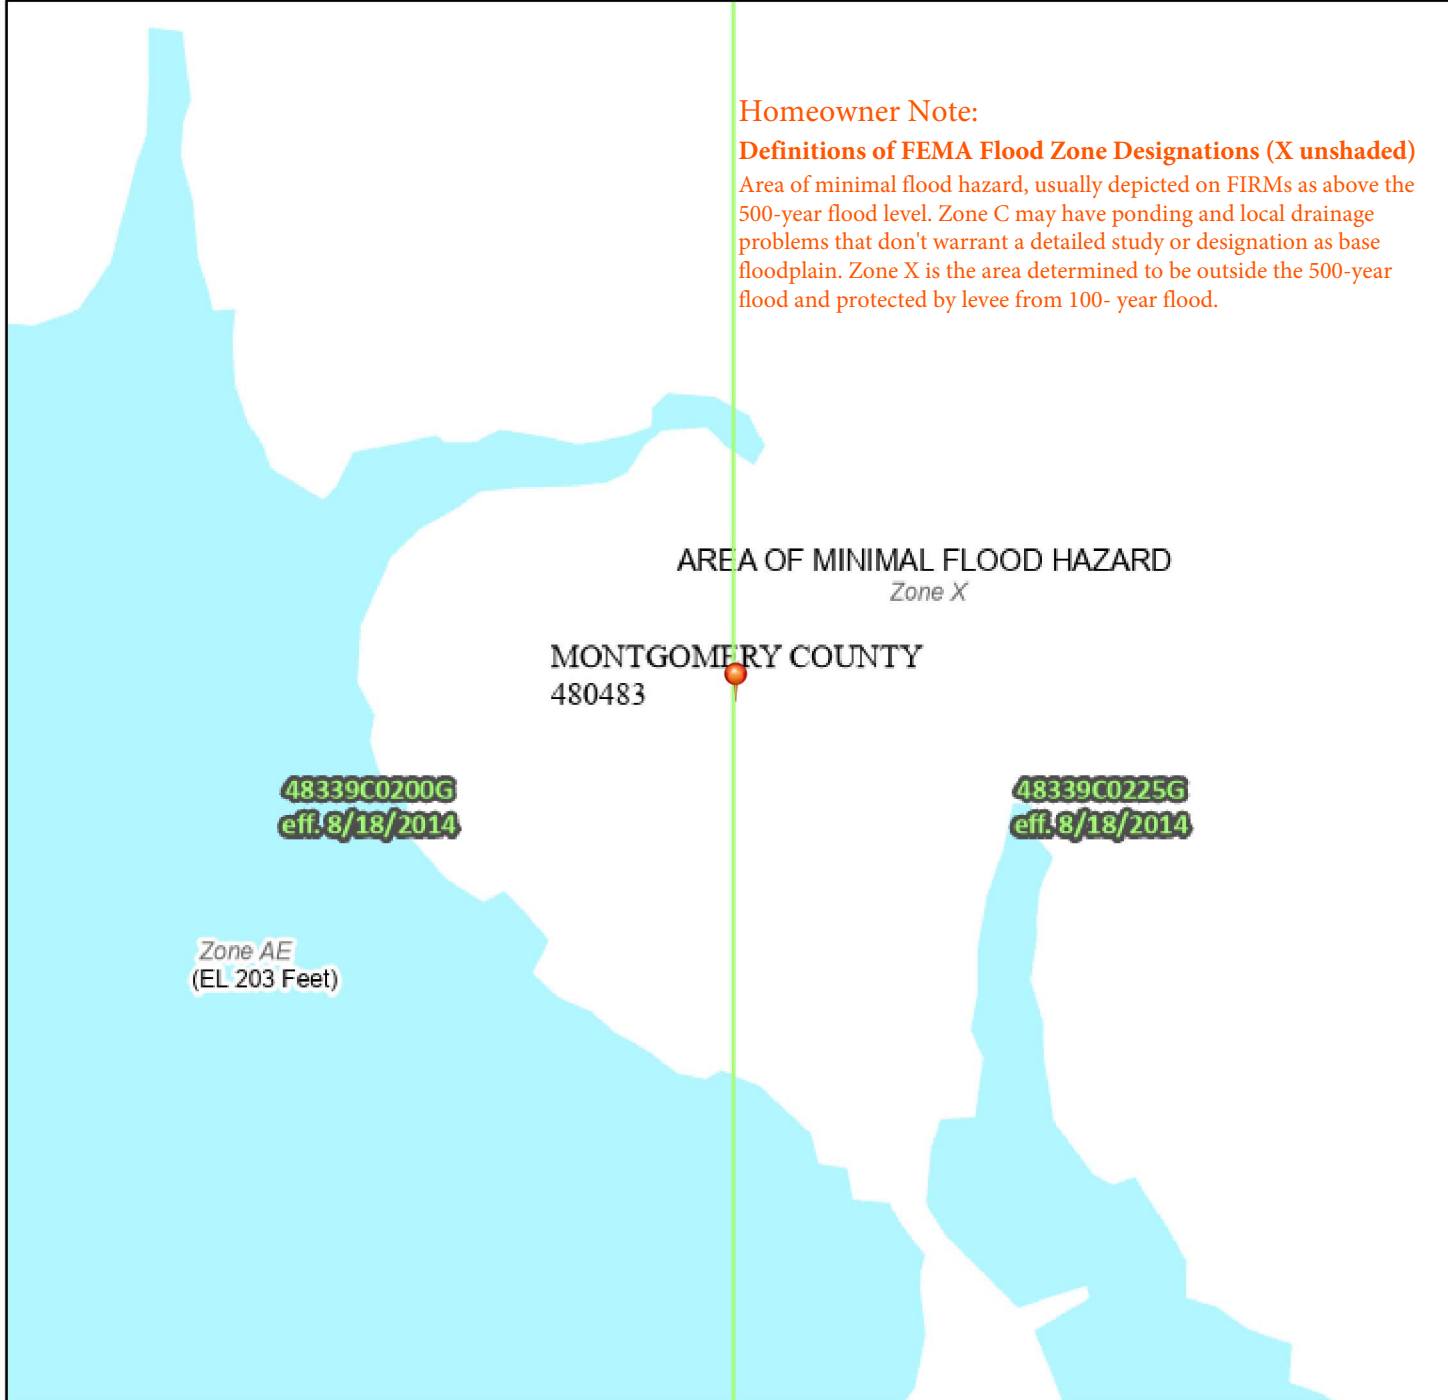 Homeowner Note:
Definitions of FEMA Flood Zone Designations (X unshaded)
Area of minimal flood hazard, usually depicted on FIRMs as above the
500-year flood level. Zone C may have ponding and local drainage
problems that don't warrant a detailed study or designation as base
floodplain. Zone X is the area determined to be outside the 500-year
flood and protected by levee from 100- year flood.
AREA OF MINIMAL FLOOD HAZARD
Zone X
MONTGOMERY COUNTY
480483
48339C0200G
eff. 8/18/2014
48339C0225G
eff. 8/18/2014
Zone AE
(EL 203 Feet)